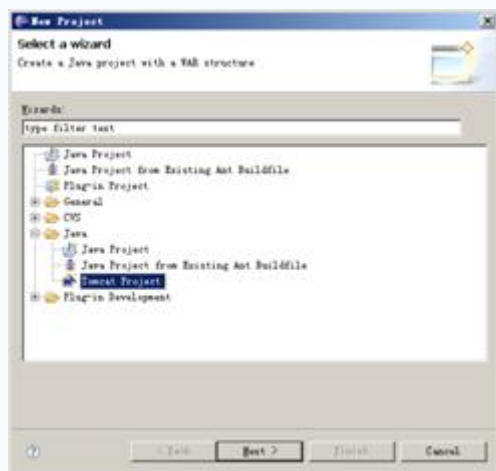 New Project
Select a wizard
Create a Java project with a WAR structure
Wizards:
type filter text
Java Project
Java Project from Existing Ant Buildfile
Plug-in Project
General
CVS
Java
Java Project
Java Project from Existing Ant Buildfile
Tomcat Project
Plug-in Development
< Back
Next >
Finish
Cancel